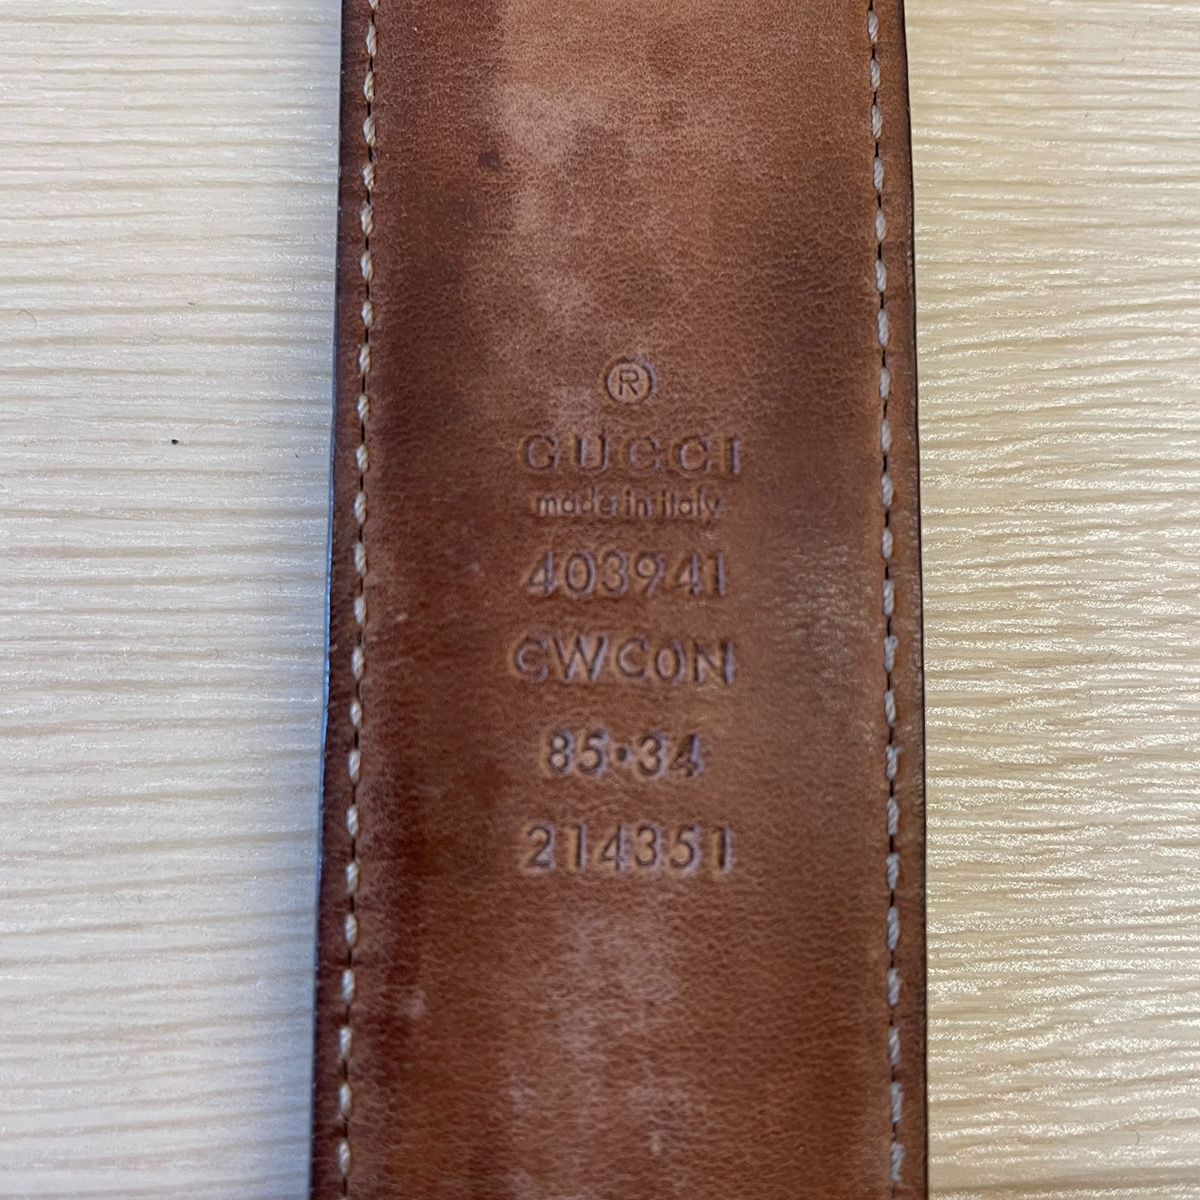 ®
GUCCI
made in italy
403941
CWC0N
85·34
214351